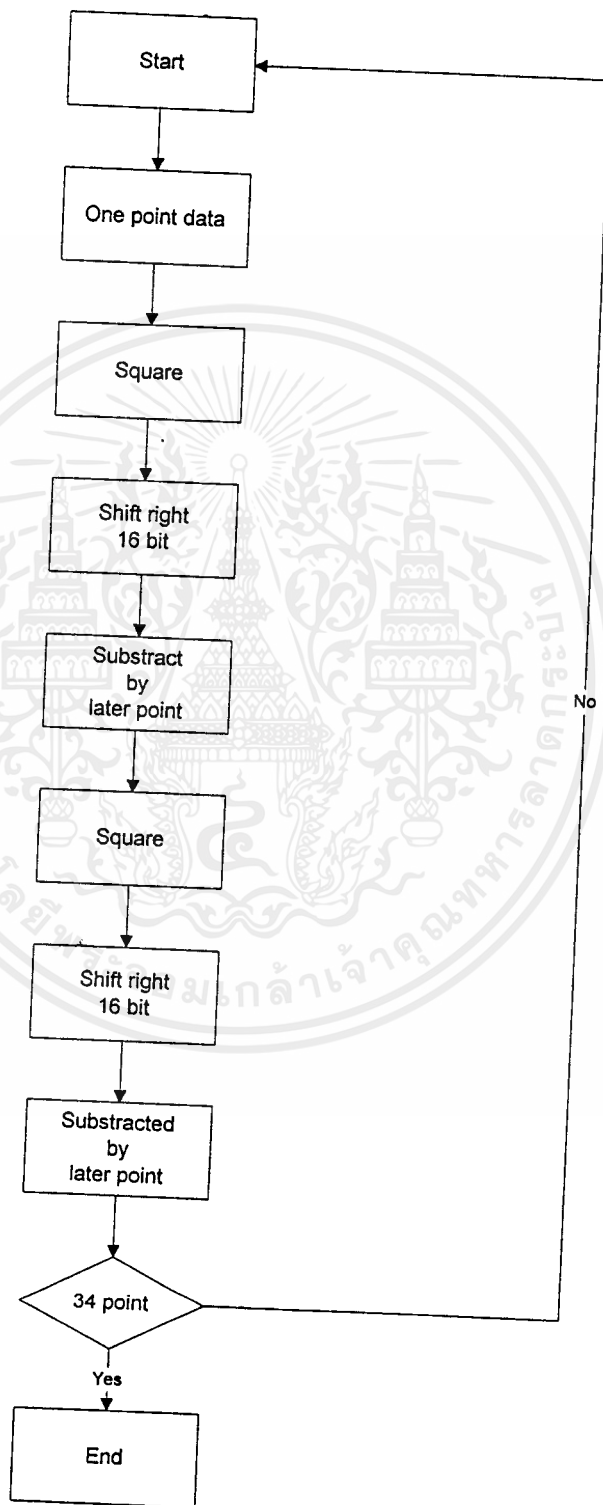 Start
One point data
Square
Shift right
16 bit
Substract
by
later point
No
Square
Shift right
16 bit
Substracted
by
later point
34 point
Yes
End